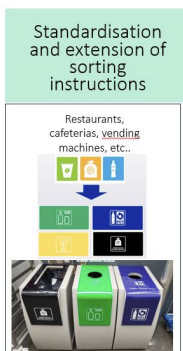 Standardisation
and extension of
sorting
instructions
Restaurants,
cafeterias, vending
machines, etc..